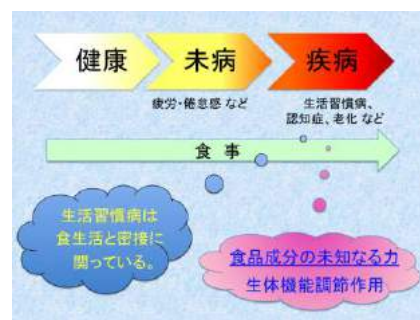 健康
未病
疾病
疲労・倦怠感 など
生活習慣病、
認知症、老化 など
食 事
生活習慣病は
食生活と密接に
関っている。
食品成分の未知なる力
生体機能調節作用